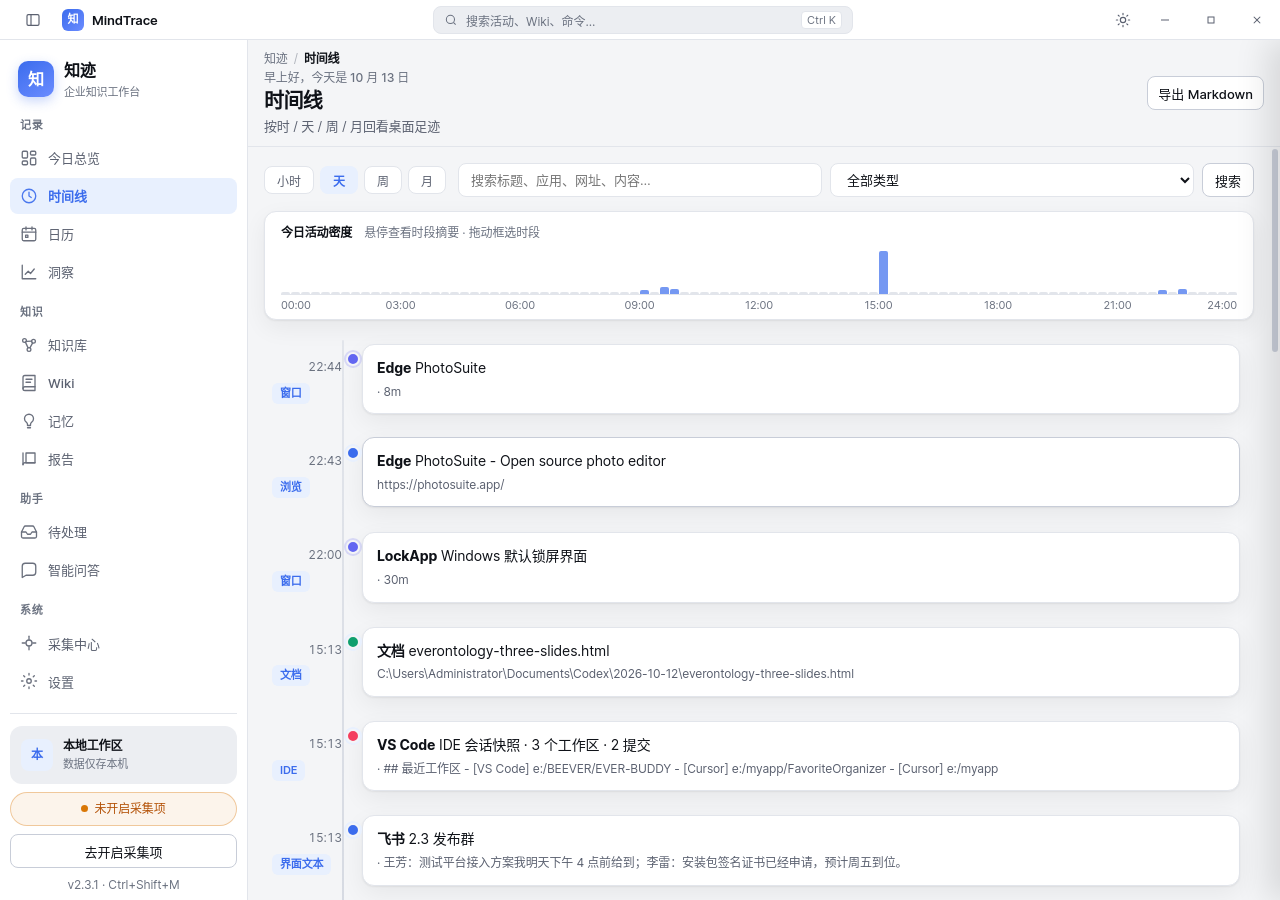 知 MindTrace
搜索活动、Wiki、命令... Ctrl K
知 知迹
企业知识工作台
记录
今日总览
时间线
日历
洞察
知识
知识库
Wiki
记忆
报告
助手
待处理
智能问答
系统
采集中心
设置
本 本地工作区
数据仅存本机
未开启采集项
去开启采集项
v2.3.1 · Ctrl+Shift+M
知迹 / 时间线
早上好，今天是 10 月 13 日
时间线
按时 / 天 / 周 / 月回看桌面足迹
导出 Markdown
小时 天 周 月 搜索标题、应用、网址、内容... 全部类型 搜索
今日活动密度 悬停查看时段摘要 · 拖动框选时段
00:00 03:00 06:00 09:00 12:00 15:00 18:00 21:00 24:00
22:44 Edge PhotoSuite
窗口 · 8m
22:43 Edge PhotoSuite - Open source photo editor
浏览 https://photosuite.app/
22:00 LockApp Windows 默认锁屏界面
窗口 · 30m
15:13 文档 everontology-three-slides.html
文档 C:\Users\Administrator\Documents\Codex\2026-10-12\everontology-three-slides.html
15:13 VS Code IDE 会话快照 · 3 个工作区 · 2 提交
IDE · ## 最近工作区 - [VS Code] e:/BEEVER/EVER-BUDDY - [Cursor] e:/myapp/FavoriteOrganizer - [Cursor] e:/myapp
15:13 飞书 2.3 发布群
界面文本 · 王芳：测试平台接入方案我明天下午 4 点前给到；李雷：安装包签名证书已经申请，预计周五到位。